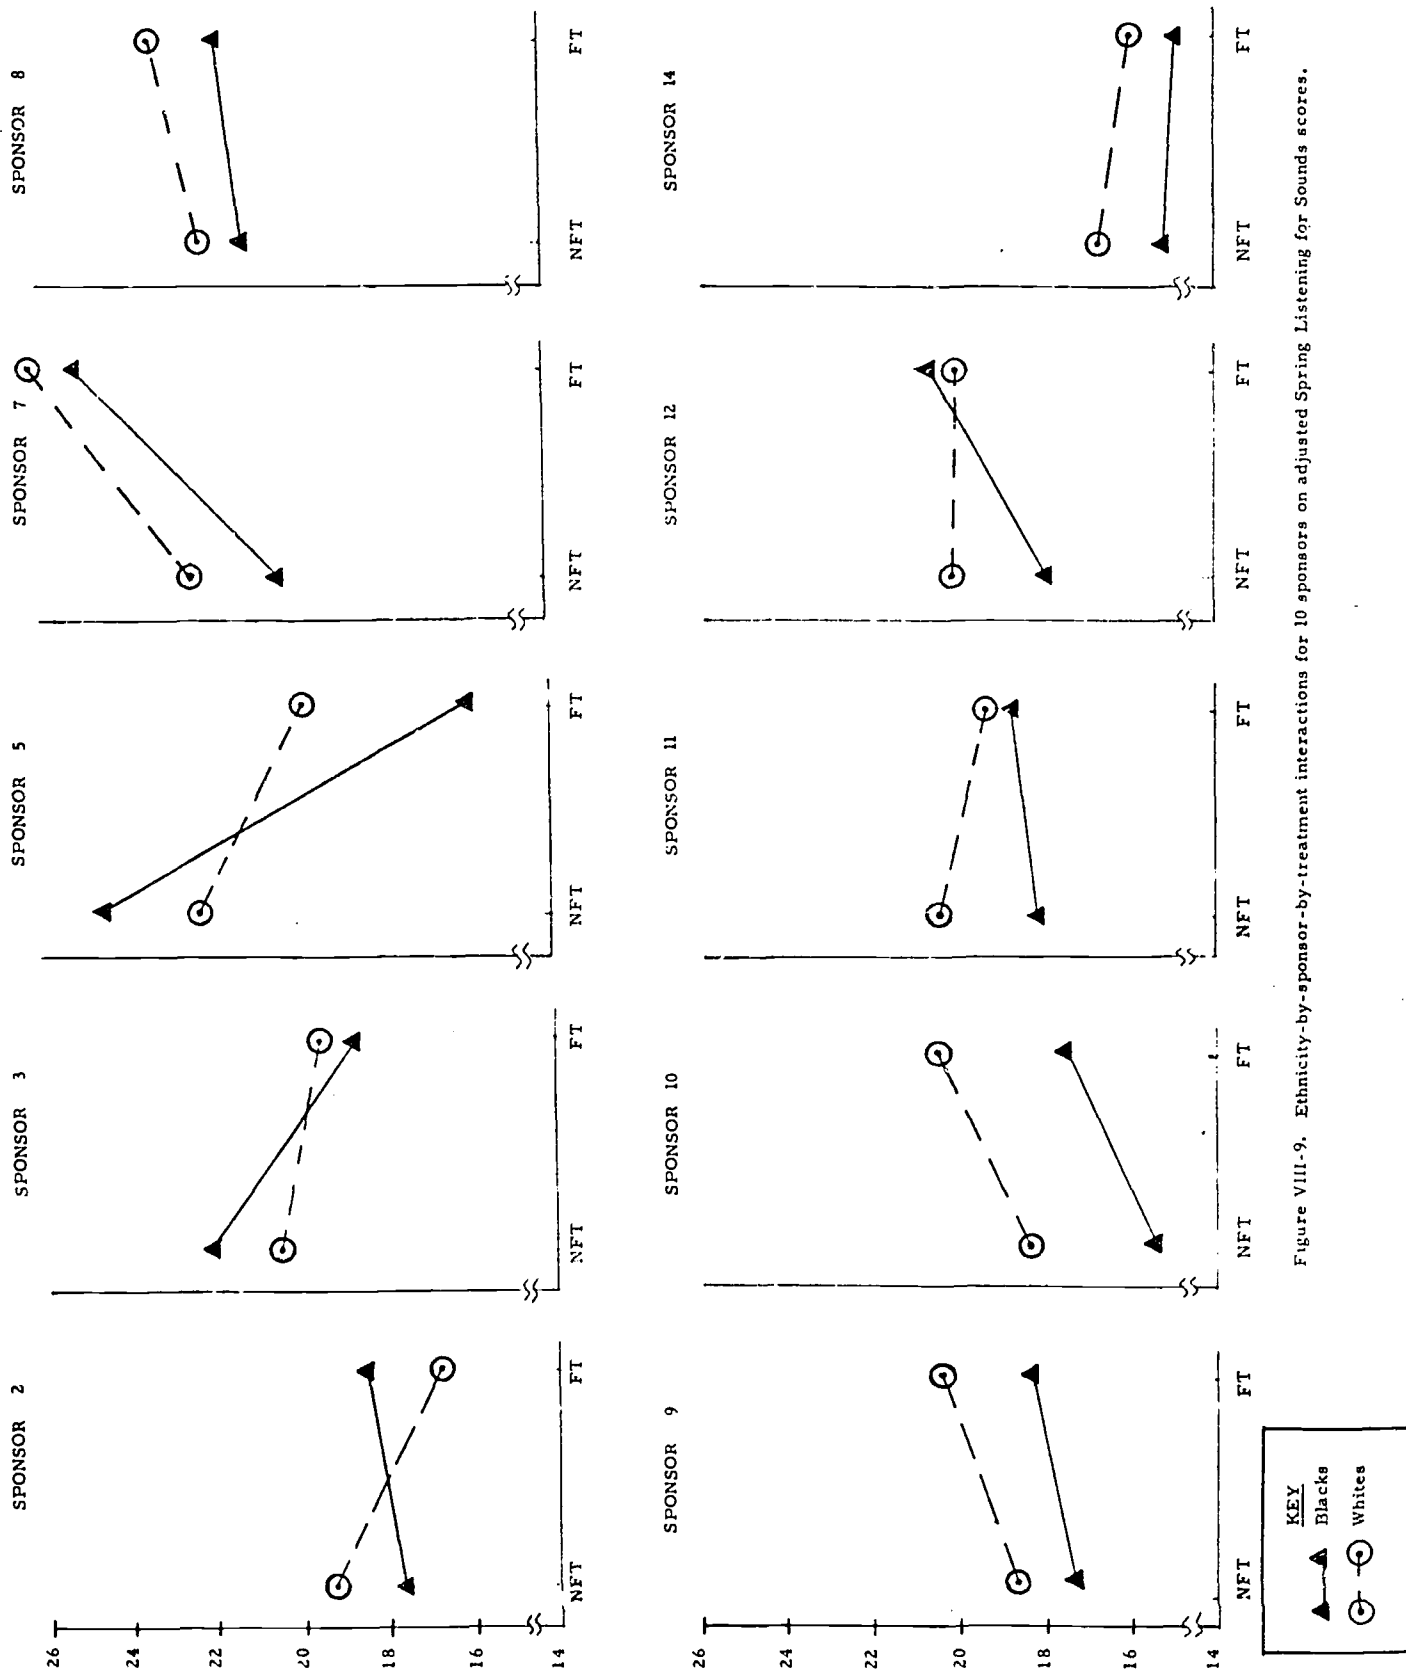 SPONSOR 2
26
24
22
20
18
16
14
NFT FT
SPONSOR 3
NFT FT
SPONSOR 5
NFT FT
SPONSOR 7
NFT FT
SPONSOR 8
NFT FT
SPONSOR 9
26
24
22
20
18
16
14
NFT FT
SPONSOR 10
NFT FT
SPONSOR 11
NFT FT
SPONSOR 12
NFT FT
SPONSOR 14
NFT FT
KEY
Blacks
Whites
Figure VIII-9. Ethnicity-by-sponsor-by-treatment interactions for 10 sponsors on adjusted Spring Listening for Sounds scores.